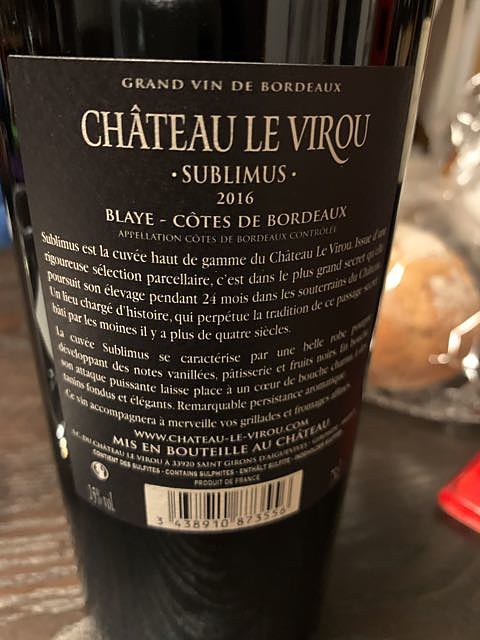 GRAND VIN DE BORDEAUX
CHÂTEAU LE VIROU
·SUBLIMUS·
2016
BLAYE - CÔTES DE BORDEAUX
APPELLATION CÔTES DE BORDEAUX CONTRÔLÉE
Sublimus est la cuvée haut de gamme du Château Le Virou. Issue d'une
rigoureuse sélection parcellaire, c'est dans le plus grand secret qu'elle
poursuit son élevage pendant 24 mois dans les souterrains du Château.
Un lieu chargé d'histoire, qui perpétue la tradition de ce passage secret
bâti par les moines il y a plus de quatre siècles.
La cuvée Sublimus se caractérise par une belle robe
développant des notes vanillées, pâtisserie et fruits noirs. En bouche
son attaque puissante laisse place à un cœur de bouche
tanins fondus et élégants. Remarquable persistance aromatique.
Ce vin accompagnera à merveille vos grillades et fromages affinés.
WWW.CHATEAU-LE-VIROU.COM
MIS EN BOUTEILLE AU CHÂTEAU
S.C. DU CHÂTEAU LE VIROU À 33920 SAINT GIRONS D'AIGUEVIVES
CONTIENT DES SULFITES - CONTAINS SULPHITES - ENTHÄLT SULFITE
PRODUIT DE FRANCE
3 438910 873556